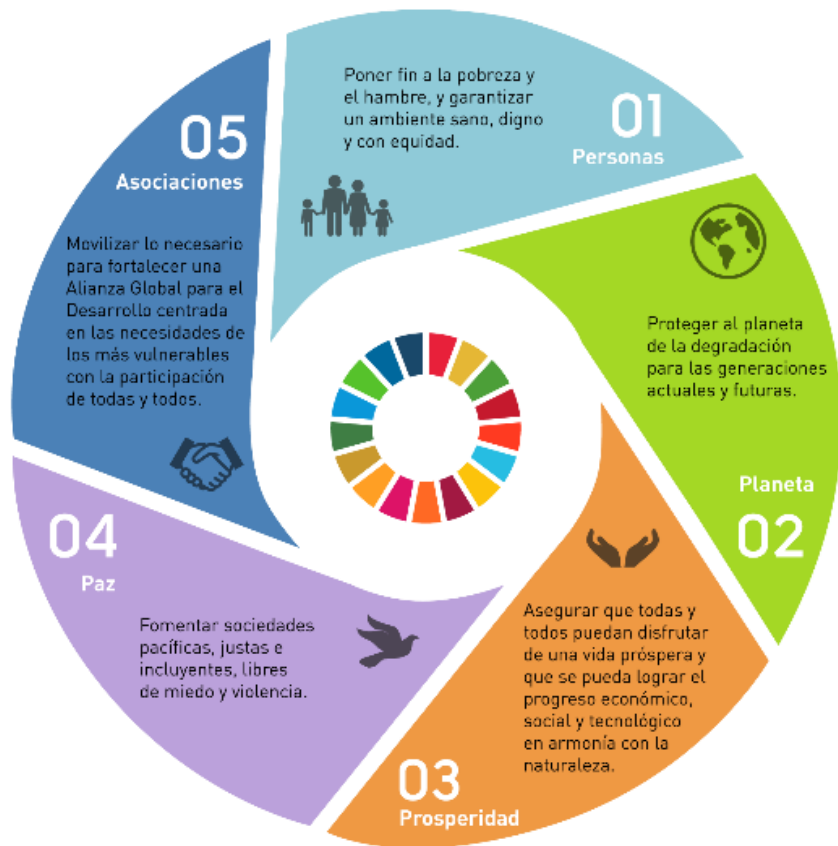 01
Personas
Poner fin a la pobreza y
el hambre, y garantizar
un ambiente sano, digno
y con equidad.
Proteger al planeta
de la degradación
para las generaciones
actuales y futuras.
Planeta
02
Asegurar que todas y
todos puedan disfrutar
de una vida próspera y
que se pueda lograr el
progreso económico,
social y tecnológico
en armonía con la
naturaleza.
03
Prosperidad
04
Paz
Fomentar sociedades
pacíficas, justas e
incluyentes, libres
de miedo y violencia.
05
Asociaciones
Movilizar lo necesario
para fortalecer una
Alianza Global para el
Desarrollo centrada
en las necesidades de
los más vulnerables
con la participación
de todas y todos.